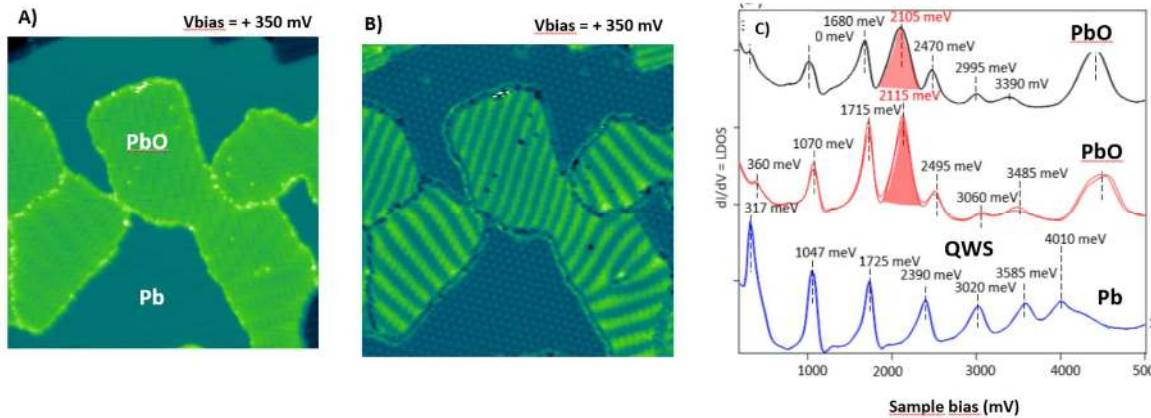 A)
Vbias = + 350 mV
PbO
Pb
B)
Vbias = + 350 mV
C)
1680 meV
0 meV
2105 meV
2470 meV
2995 meV
3390 mV
PbO
2115 meV
1715 meV
1070 meV
360 meV
2495 meV
3060 meV
3485 meV
PbO
317 meV
QWS
1047 meV
1725 meV
2390 meV
3020 meV
3585 meV
4010 meV
Pb
di/dV = LDOS
1000
2000
3000
4000
500
Sample bias (mV)